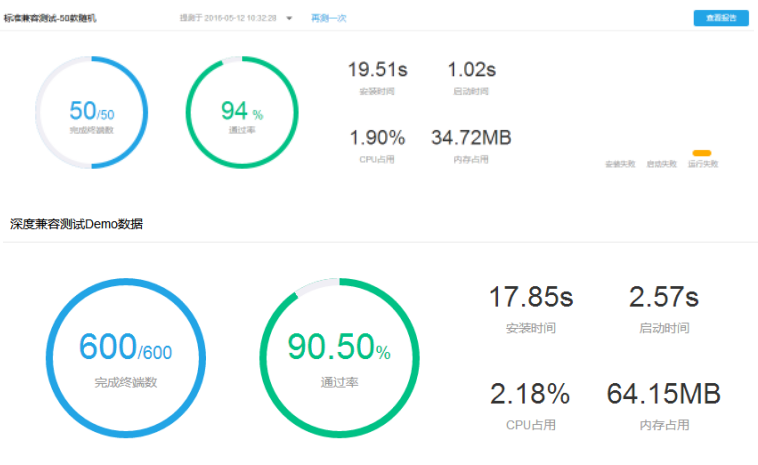 标准兼容测试-50款随机 提测于 2016-05-12 10:32:28 再测一次 查看报告
50/50
完成终端数
94 %
通过率
19.51s 1.02s
安装时间 启动时间
1.90% 34.72MB
CPU占用 内存占用
安装失败 启动失败 运行失败
深度兼容测试Demo数据
600/600
完成终端数
90.50%
通过率
17.85s 2.57s
安装时间 启动时间
2.18% 64.15MB
CPU占用 内存占用